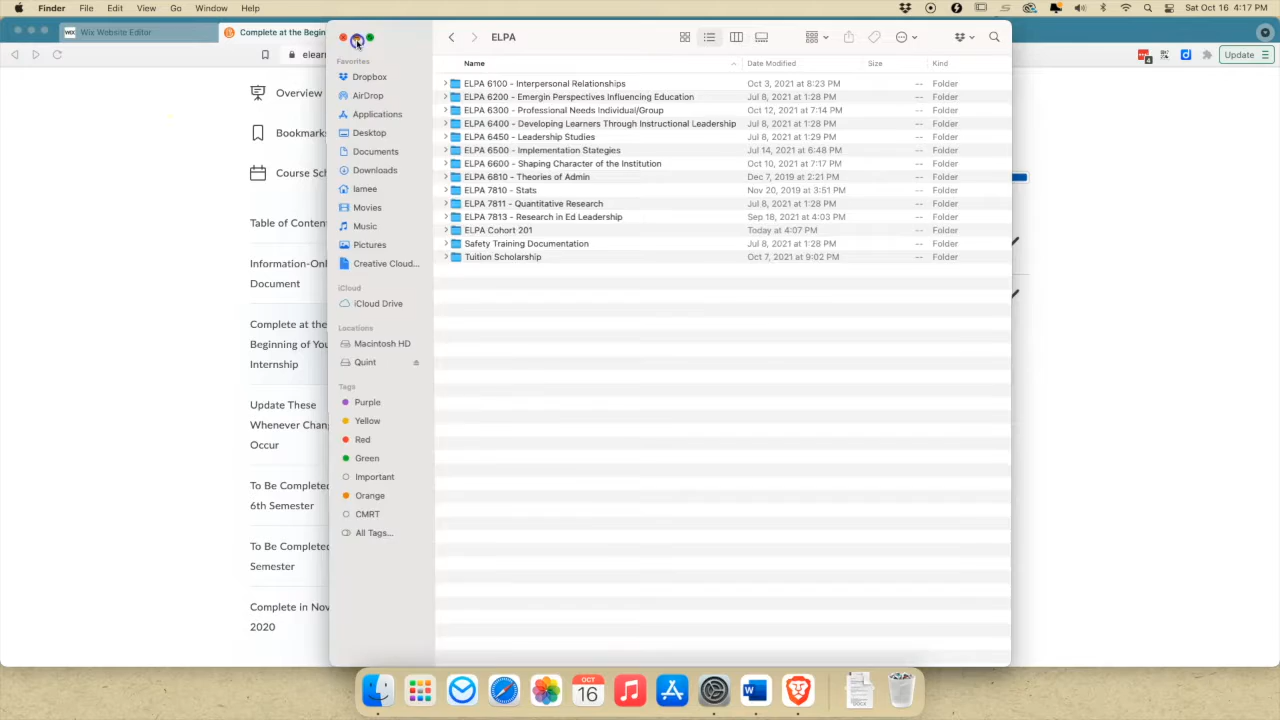 Finder File Edit View Go Window Help Sat Oct 16 4:17 PM
WIX Wix Website Editor
Complete at the Begin
elearn
Update
Overview
Bookmarks
Course Sch
Table of Conten
Information-Onl
Document
Complete at the
Beginning of You
Internship
Update These
Whenever Chan
Occur
To Be Completed
6th Semester
To Be Completed
Semester
Complete in Nov
2020
ELPA
Favorites
Dropbox
AirDrop
Applications
Desktop
Documents
Downloads
lamee
Movies
Music
Pictures
Creative Cloud...
iCloud
iCloud Drive
Locations
Macintosh HD
Quint
Tags
Purple
Yellow
Red
Green
Important
Orange
CMRT
All Tags...
Name Date Modified Size Kind
ELPA 6100 - Interpersonal Relationships Oct 3, 2021 at 8:23 PM -- Folder
ELPA 6200 - Emergin Perspectives Influencing Education Jul 8, 2021 at 1:28 PM -- Folder
ELPA 6300 - Professional Needs Individual/Group Oct 12, 2021 at 7:14 PM -- Folder
ELPA 6400 - Developing Learners Through Instructional Leadership Jul 8, 2021 at 1:28 PM -- Folder
ELPA 6450 - Leadership Studies Jul 8, 2021 at 1:29 PM -- Folder
ELPA 6500 - Implementation Stategies Jul 14, 2021 at 6:48 PM -- Folder
ELPA 6600 - Shaping Character of the Institution Oct 10, 2021 at 7:17 PM -- Folder
ELPA 6810 - Theories of Admin Dec 7, 2019 at 2:21 PM -- Folder
ELPA 7810 - Stats Nov 20, 2019 at 3:51 PM -- Folder
ELPA 7811 - Quantitative Research Jul 8, 2021 at 1:28 PM -- Folder
ELPA 7813 - Research in Ed Leadership Sep 18, 2021 at 4:03 PM -- Folder
ELPA Cohort 201 Today at 4:07 PM -- Folder
Safety Training Documentation Jul 8, 2021 at 1:28 PM -- Folder
Tuition Scholarship Oct 7, 2021 at 9:02 PM -- Folder
OCT
16
DOCX